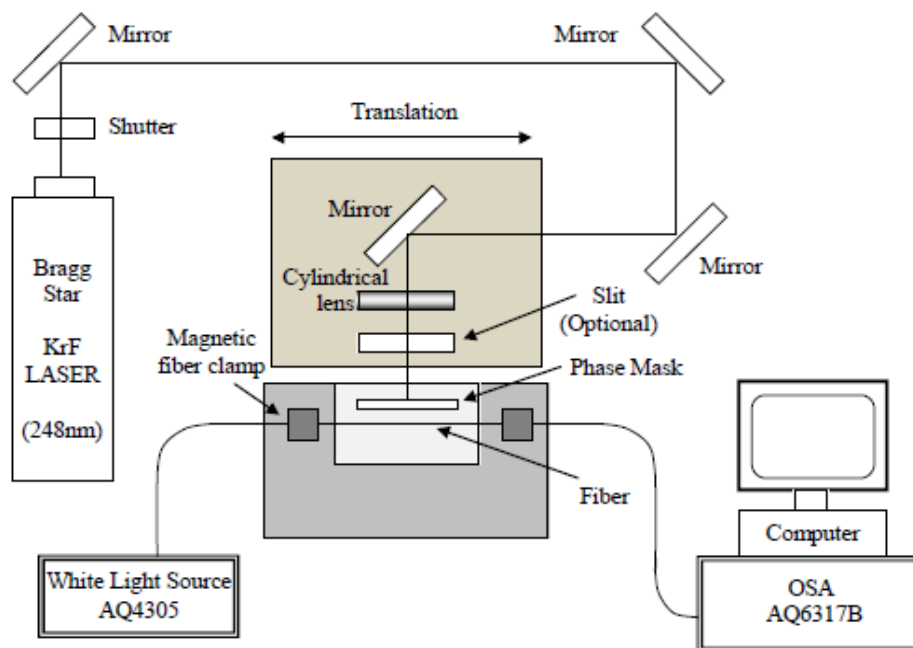 Mirror
Mirror
Shutter
Translation
Mirror
Mirror
Bragg
Star
KrF
LASER
(248nm)
Cylindrical
lens
Slit
(Optional)
Magnetic
fiber clamp
Phase Mask
Fiber
Computer
White Light Source
AQ4305
OSA
AQ6317B